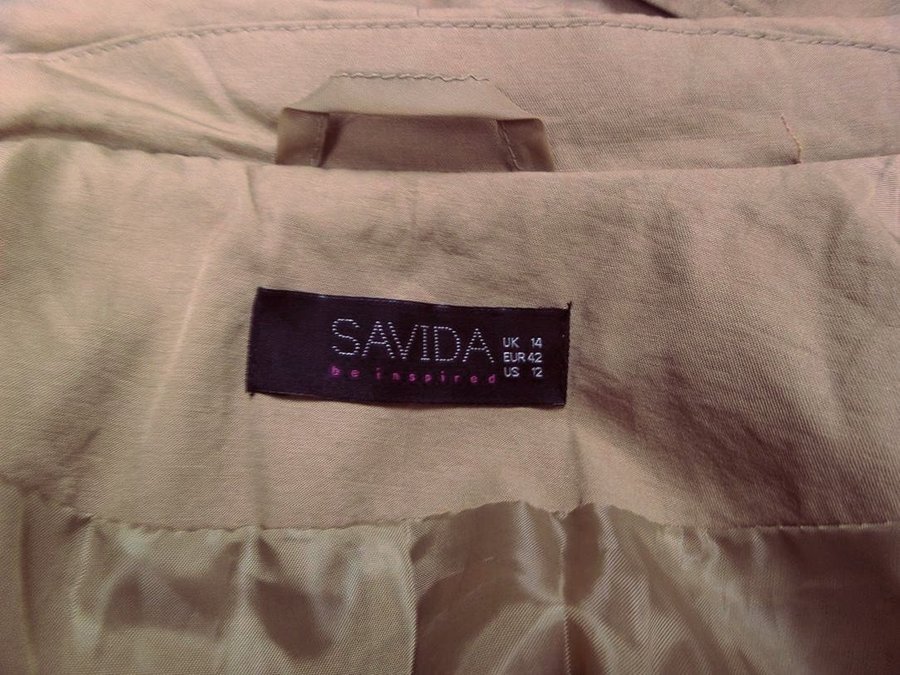 SAVIDA
be inspired
UK 14
EUR 42
US 12